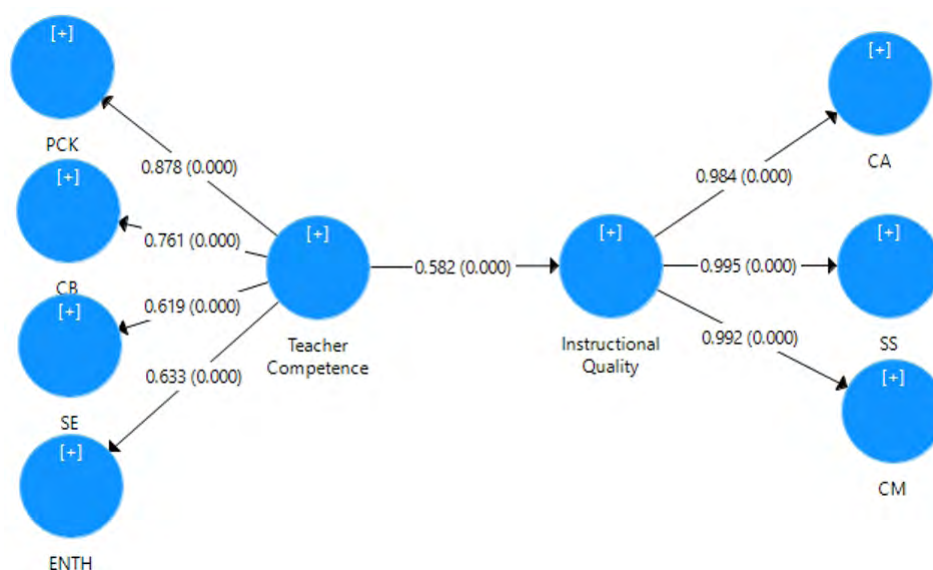 [+]
PCK
[+]
CB
[+]
SE
[+]
ENTH
0.878 (0.000)
0.761 (0.000)
0.619 (0.000)
0.633 (0.000)
[+]
Teacher
Competence
0.582 (0.000)
[+]
Instructional
Quality
0.984 (0.000)
0.995 (0.000)
0.992 (0.000)
[+]
CA
[+]
SS
[+]
CM